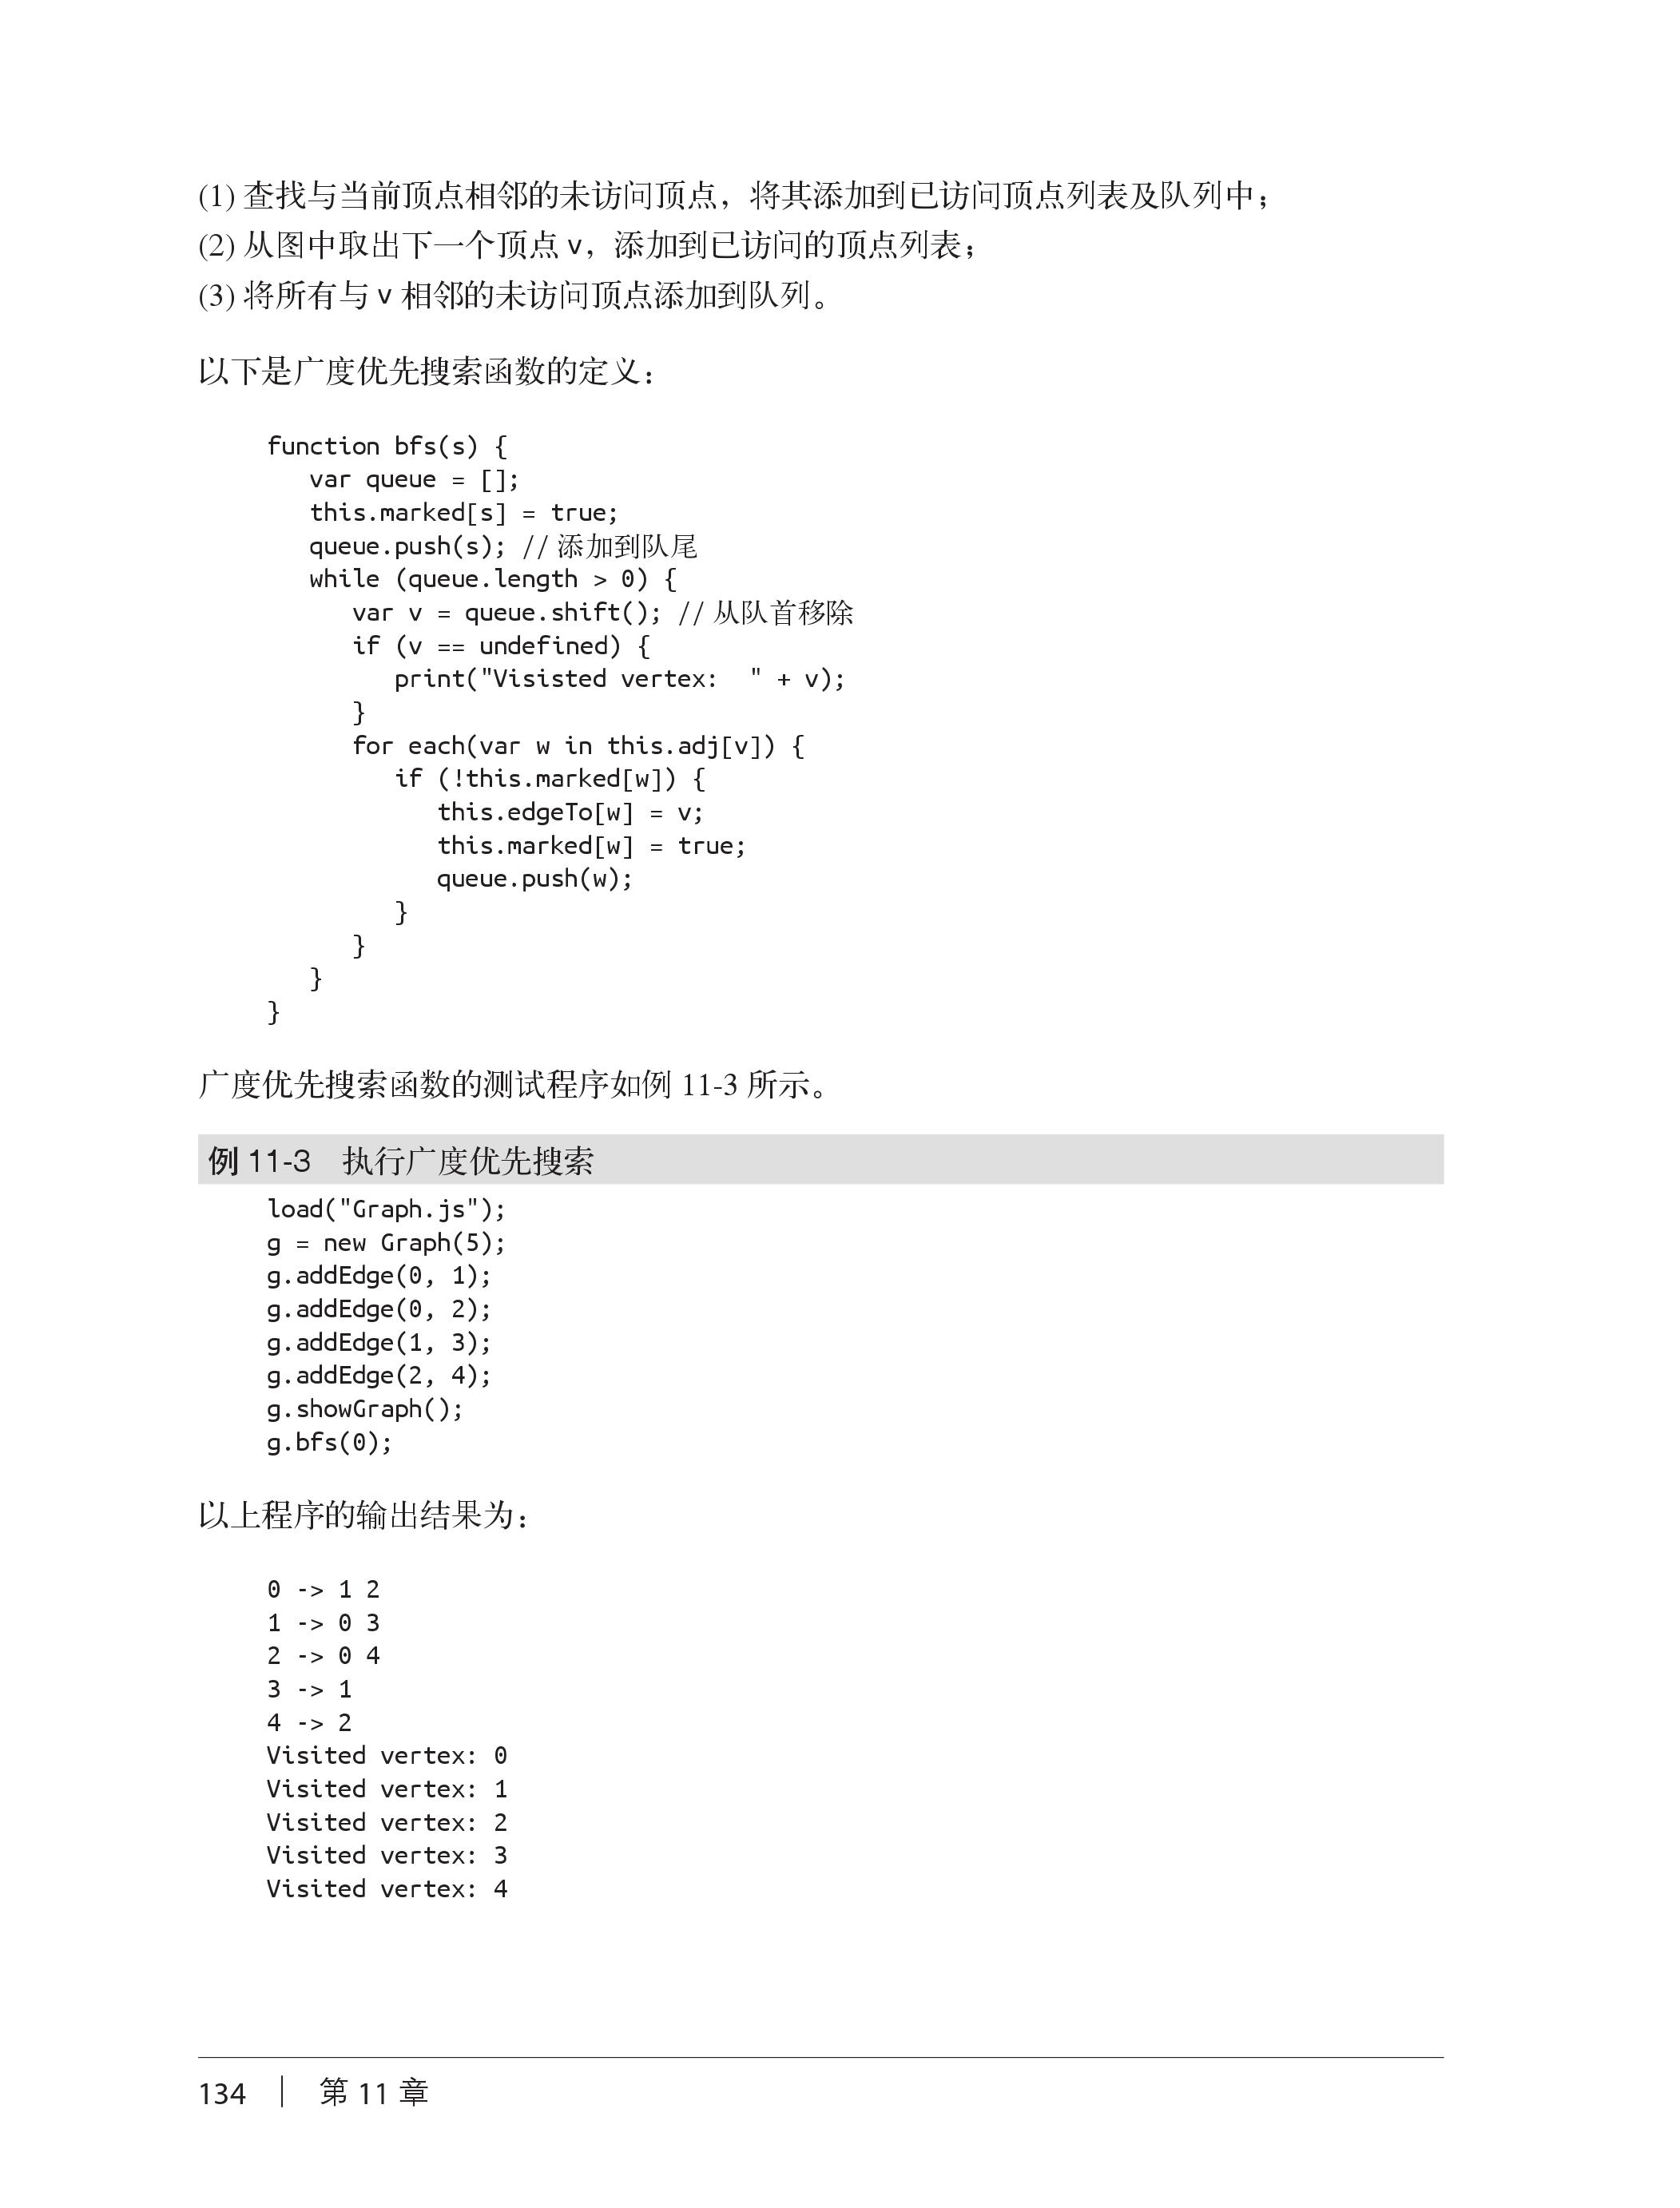 (1) 查找与当前顶点相邻的未访问顶点，将其添加到已访问顶点列表及队列中；
(2) 从图中取出下一个顶点 v，添加到已访问的顶点列表；
(3) 将所有与 v 相邻的未访问顶点添加到队列。
以下是广度优先搜索函数的定义：
function bfs(s) {
   var queue = [];
   this.marked[s] = true;
   queue.push(s); // 添加到队尾
   while (queue.length > 0) {
      var v = queue.shift(); // 从队首移除
      if (v == undefined) {
         print("Visisted vertex:  " + v);
      }
      for each(var w in this.adj[v]) {
         if (!this.marked[w]) {
            this.edgeTo[w] = v;
            this.marked[w] = true;
            queue.push(w);
         }
      }
   }
}
广度优先搜索函数的测试程序如例 11-3 所示。
例 11-3　执行广度优先搜索
load("Graph.js");
g = new Graph(5);
g.addEdge(0, 1);
g.addEdge(0, 2);
g.addEdge(1, 3);
g.addEdge(2, 4);
g.showGraph();
g.bfs(0);
以上程序的输出结果为：
0 -> 1 2
1 -> 0 3
2 -> 0 4
3 -> 1
4 -> 2
Visited vertex: 0
Visited vertex: 1
Visited vertex: 2
Visited vertex: 3
Visited vertex: 4
134 ｜ 第 11 章